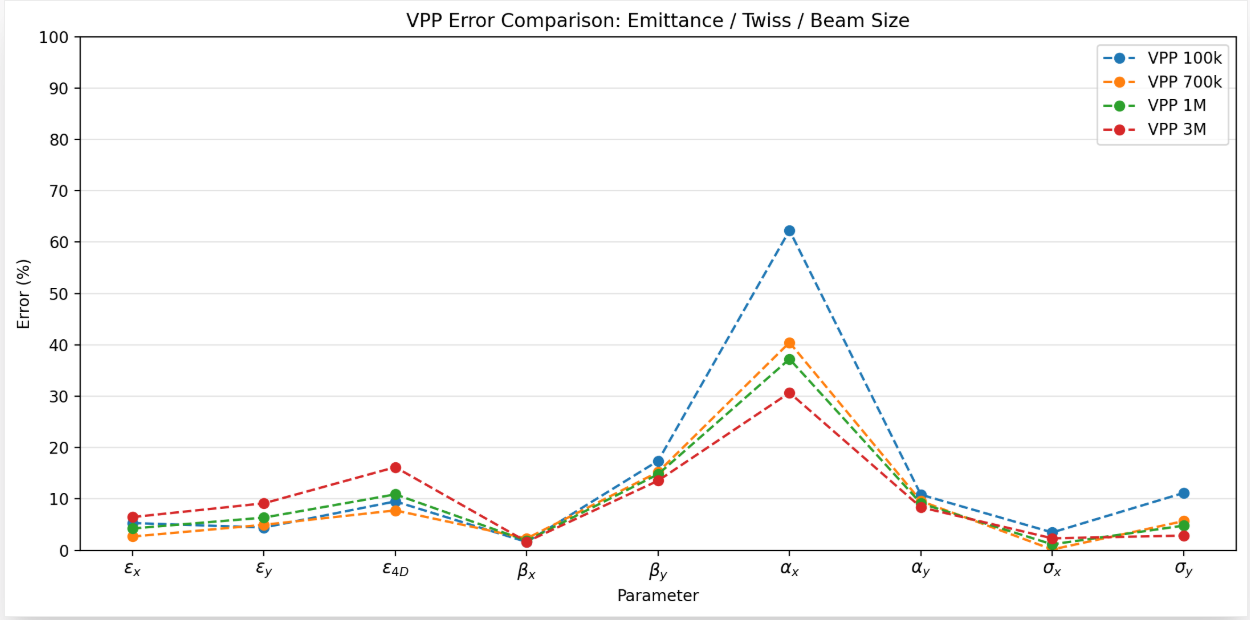 VPP Error Comparison: Emittance / Twiss / Beam Size
100
90
80
70
60
50
40
30
20
10
0
Error (%)
VPP 100k
VPP 700k
VPP 1M
VPP 3M
εx εy ε4D βx βy αx αy σx σy
Parameter